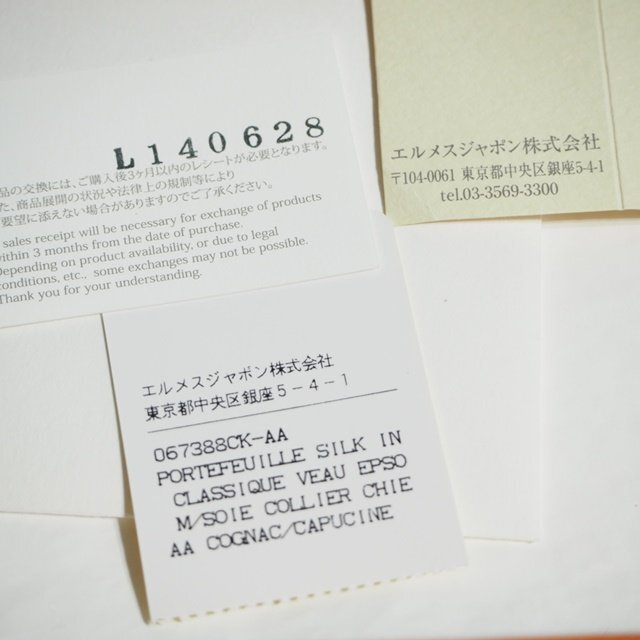 L140628
品の交換には、ご購入後3ヶ月以内のレシートが必要となります。
た、商品展開の状況や法律上の規制等により
要望に添えない場合がありますのでご了承ください。
sales receipt will be necessary for exchange of products
within 3 months from the date of purchase.
Depending on product availability, or due to legal
conditions, etc., some exchanges may not be possible.
Thank you for your understanding.
エルメスジャポン株式会社
〒104-0061 東京都中央区銀座5-4-1
tel.03-3569-3300
エルメスジャポン株式会社
東京都中央区銀座5-4-1
067388CK-AA
PORTEFEUILLE SILK IN
CLASSIQUE VEAU EPSO
M/SOIE COLLIER CHIE
AA COGNAC/CAPUCINE